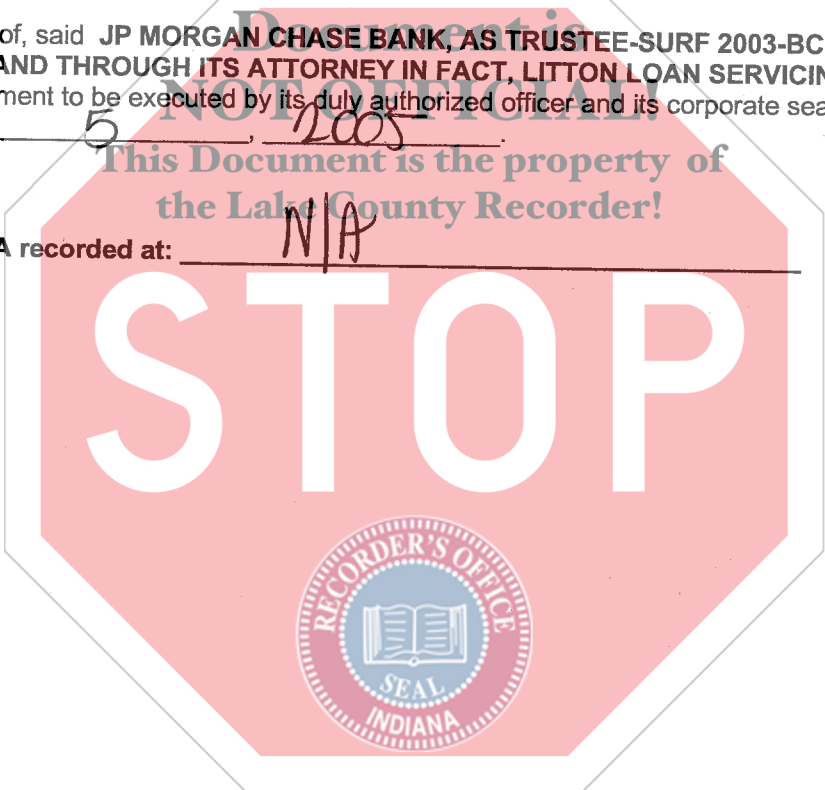 Document is
of, said JP MORGAN CHASE BANK, AS TRUSTEE-SURF 2003-BC
AND THROUGH ITS ATTORNEY IN FACT, LITTON LOAN SERVICIN
NOT OFFICIAL!
ment to be executed by its duly authorized officer and its corporate sea
5, 2005.
This Document is the property of
the Lake County Recorder!
A recorded at: N/A
STOP
RECORDER'S OFFICE
SEAL
INDIANA